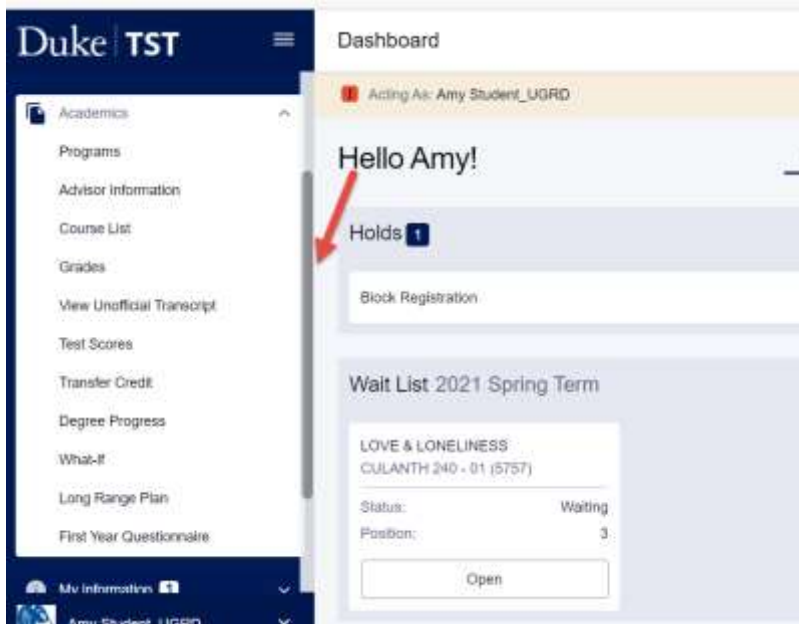 Duke TST
Academics
Programs
Advisor Information
Course List
Grades
View Unofficial Transcript
Test Scores
Transfer Credit
Degree Progress
What-If
Long Range Plan
First Year Questionnaire
My Information 1
Amy Student_UGRD
Dashboard
! Acting As: Amy Student_UGRD
Hello Amy!
Holds 1
Block Registration
Wait List 2021 Spring Term
LOVE & LONELINESS
CULANTH 240 - 01 (5757)
Status: Waiting
Position: 3
Open